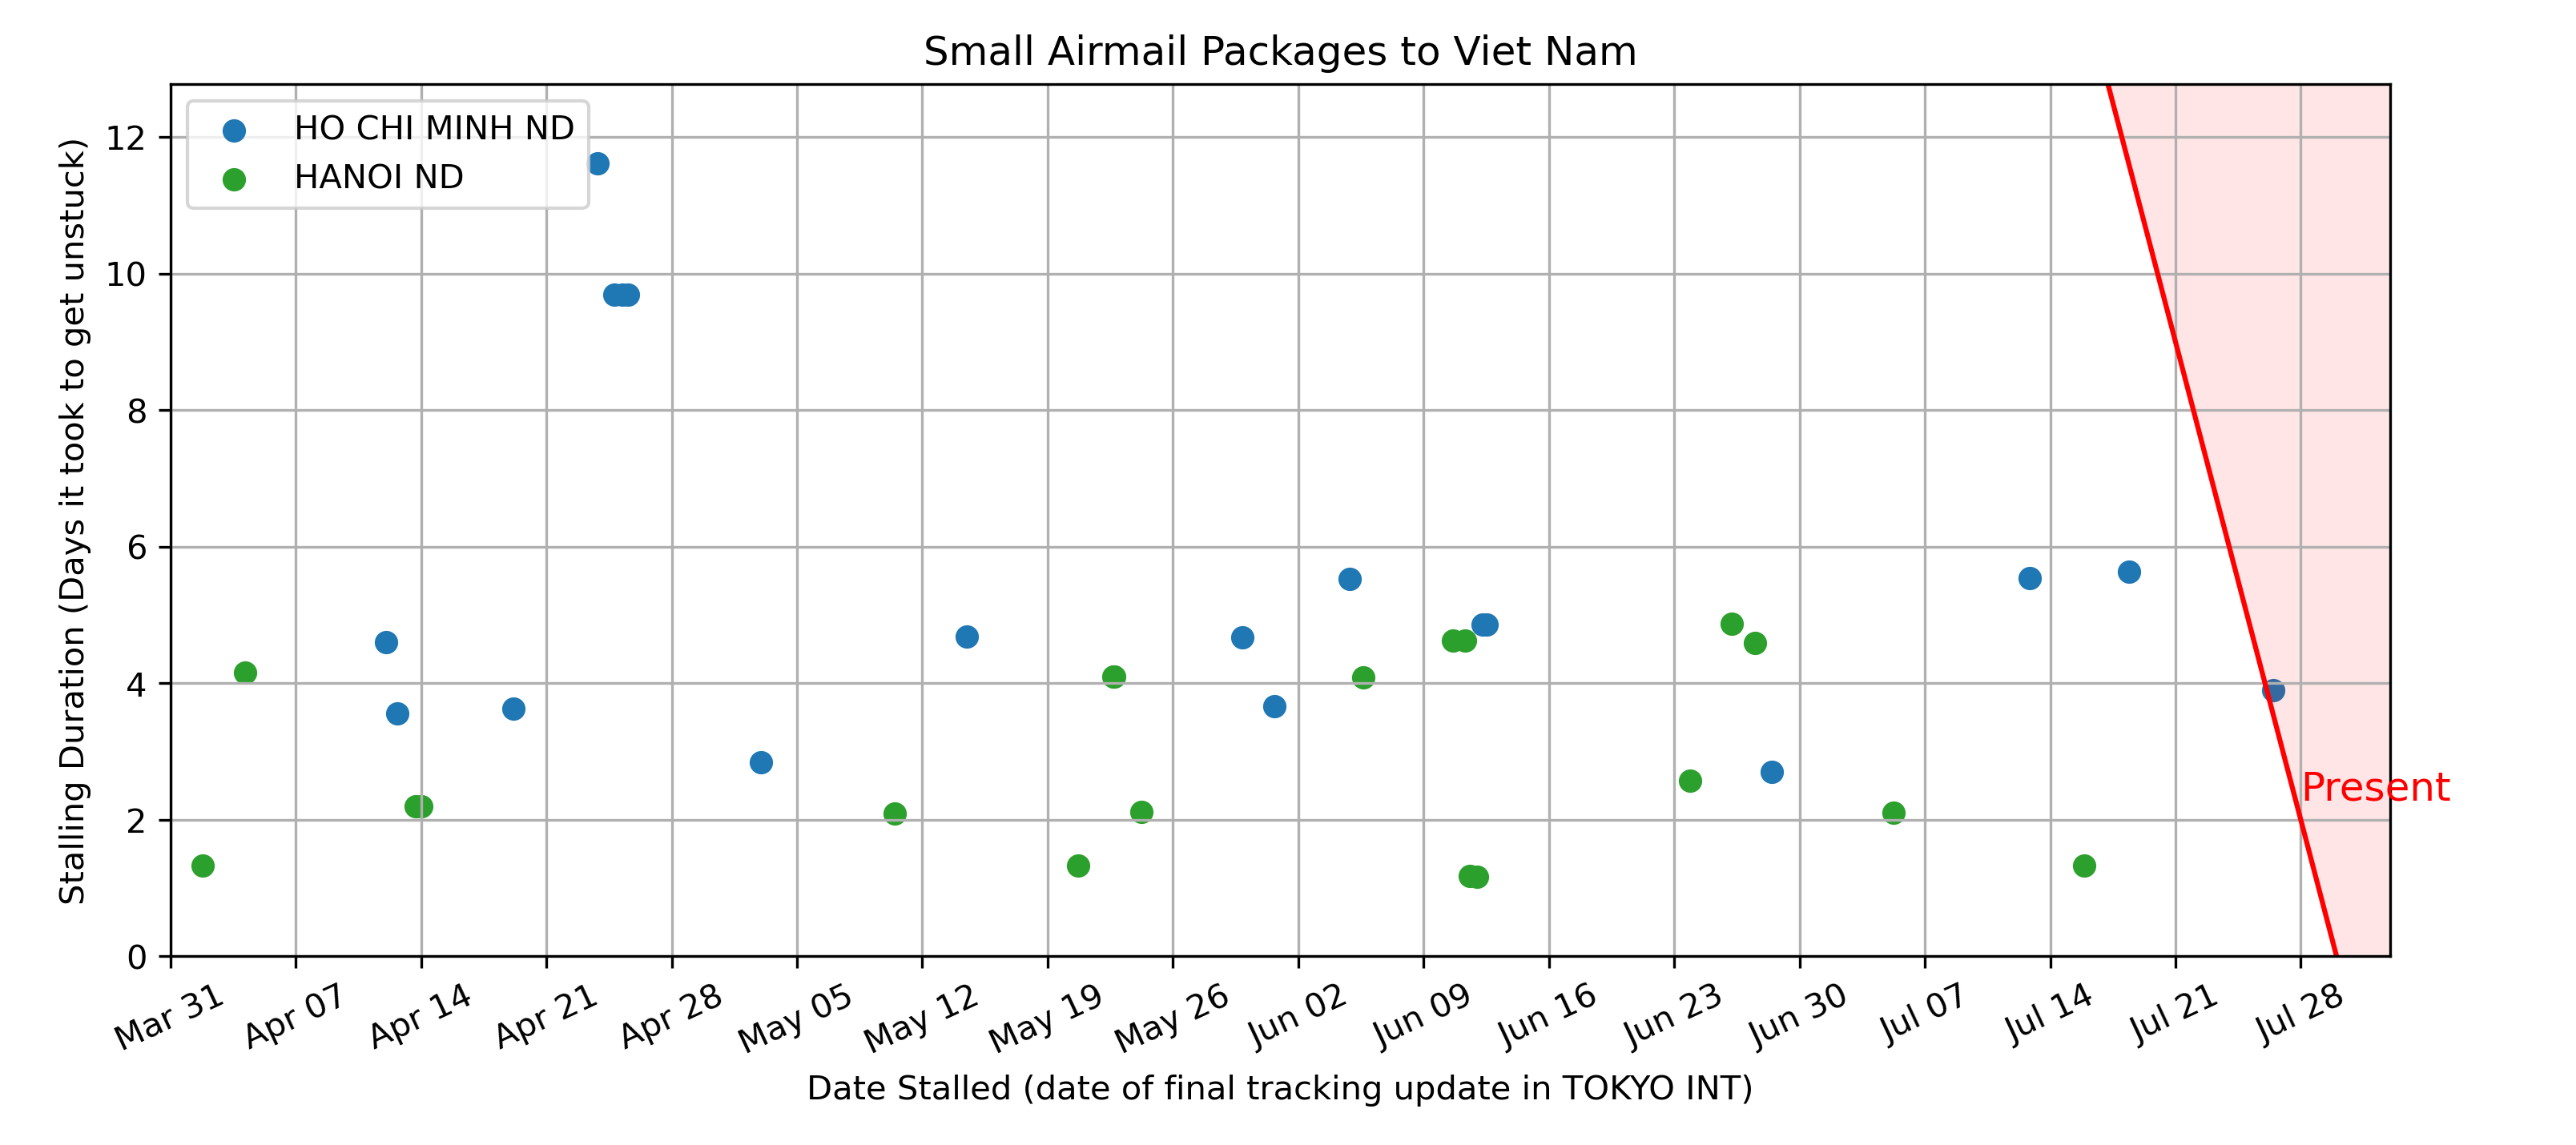 Small Airmail Packages to Viet Nam
HO CHI MINH ND
HANOI ND
Stalling Duration (Days it took to get unstuck)
12
10
8
6
4
2
0
Present
Mar 31
Apr 07
Apr 14
Apr 21
Apr 28
May 05
May 12
May 19
May 26
Jun 02
Jun 09
Jun 16
Jun 23
Jun 30
Jul 07
Jul 14
Jul 21
Jul 28
Date Stalled (date of final tracking update in TOKYO INT)